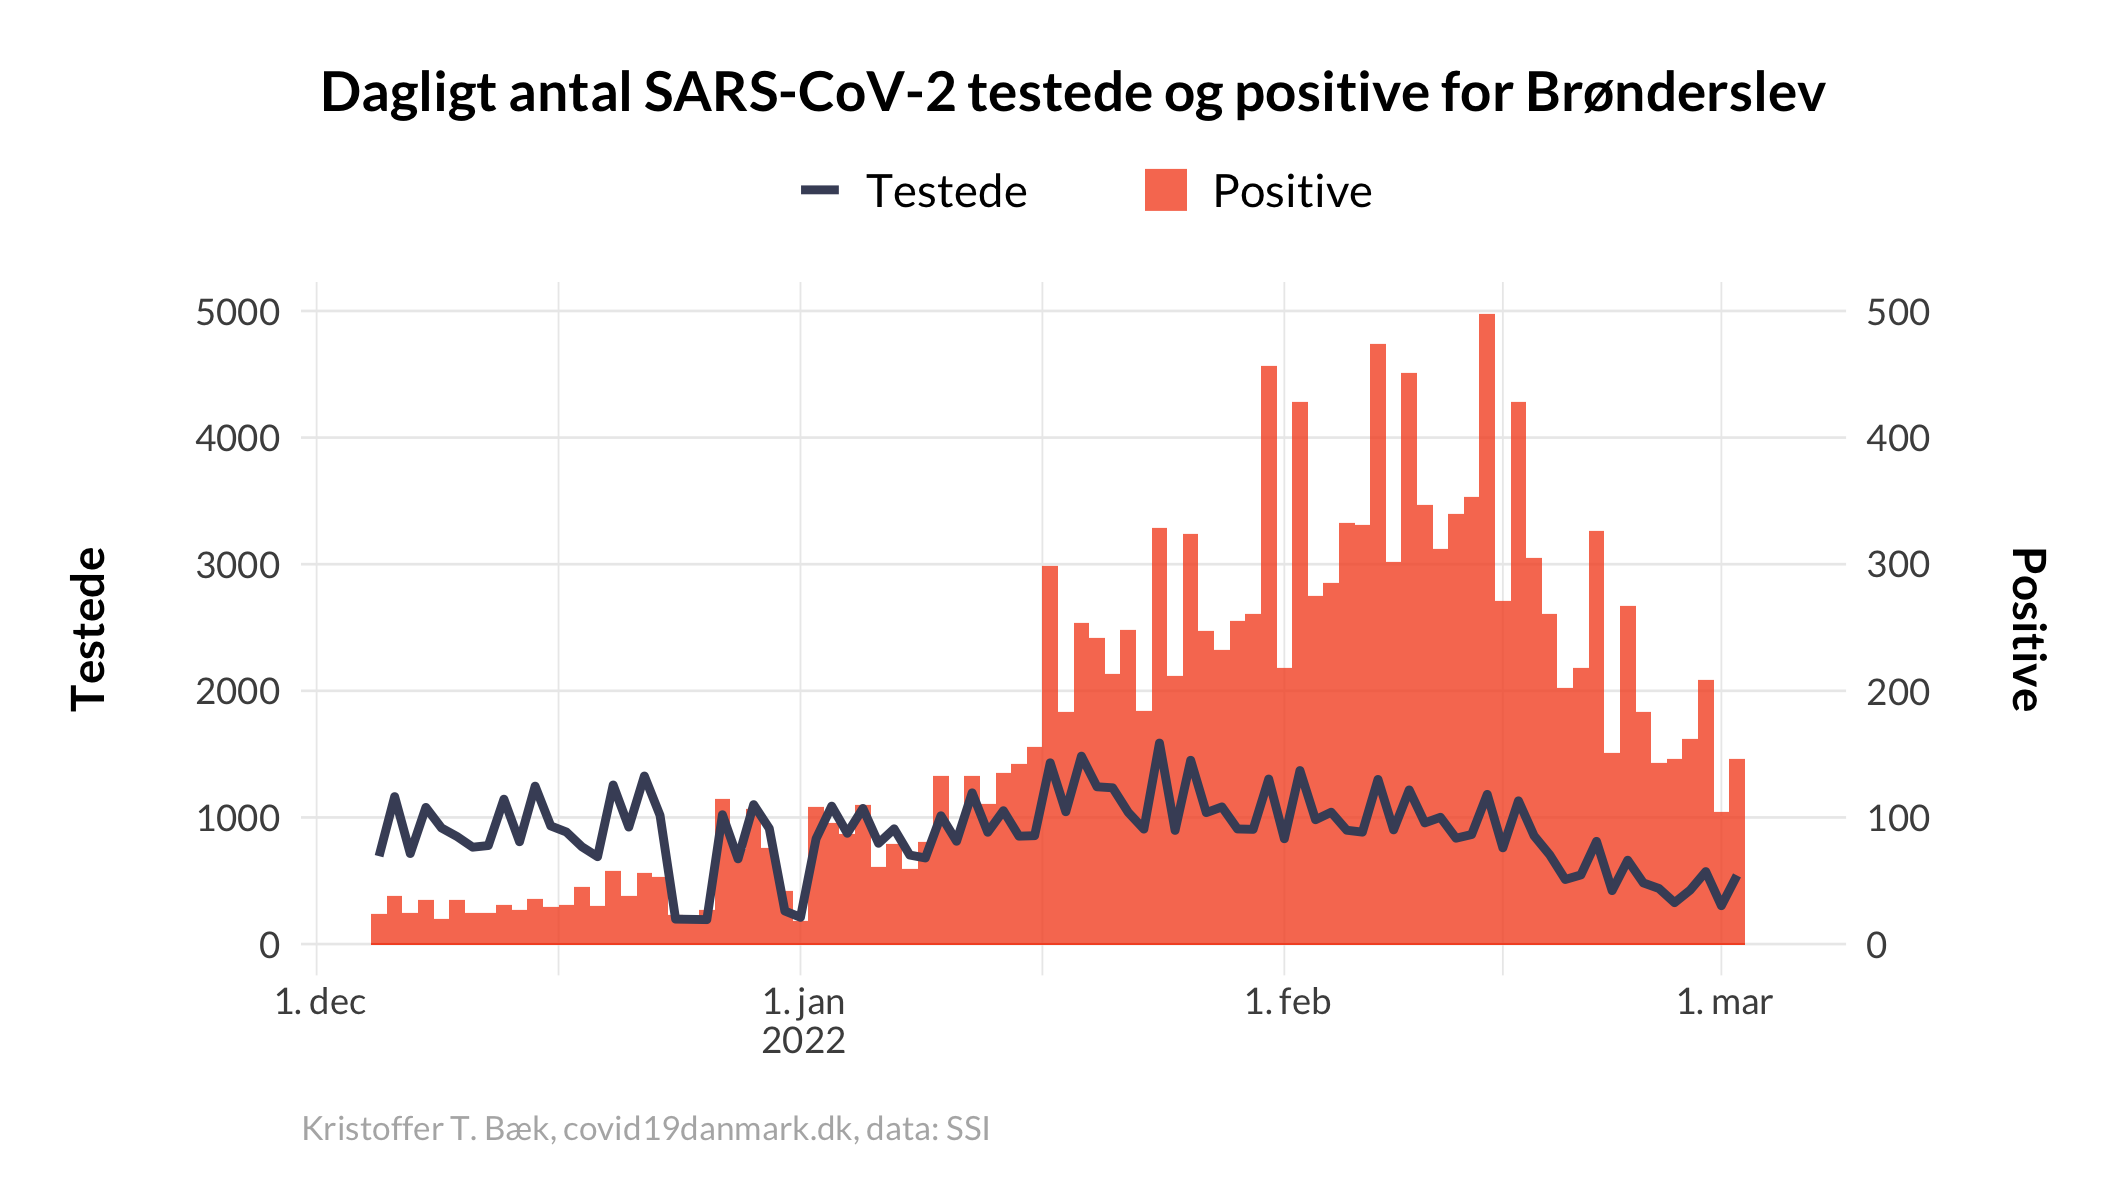 Dagligt antal SARS-CoV-2 testede og positive for Brønderslev
Testede
Positive
5000
4000
3000
2000
1000
0
500
400
300
200
100
0
Testede
Positive
1. dec
1. jan
2022
1. feb
1. mar
Kristoffer T. Bæk, covid19danmark.dk, data: SSI